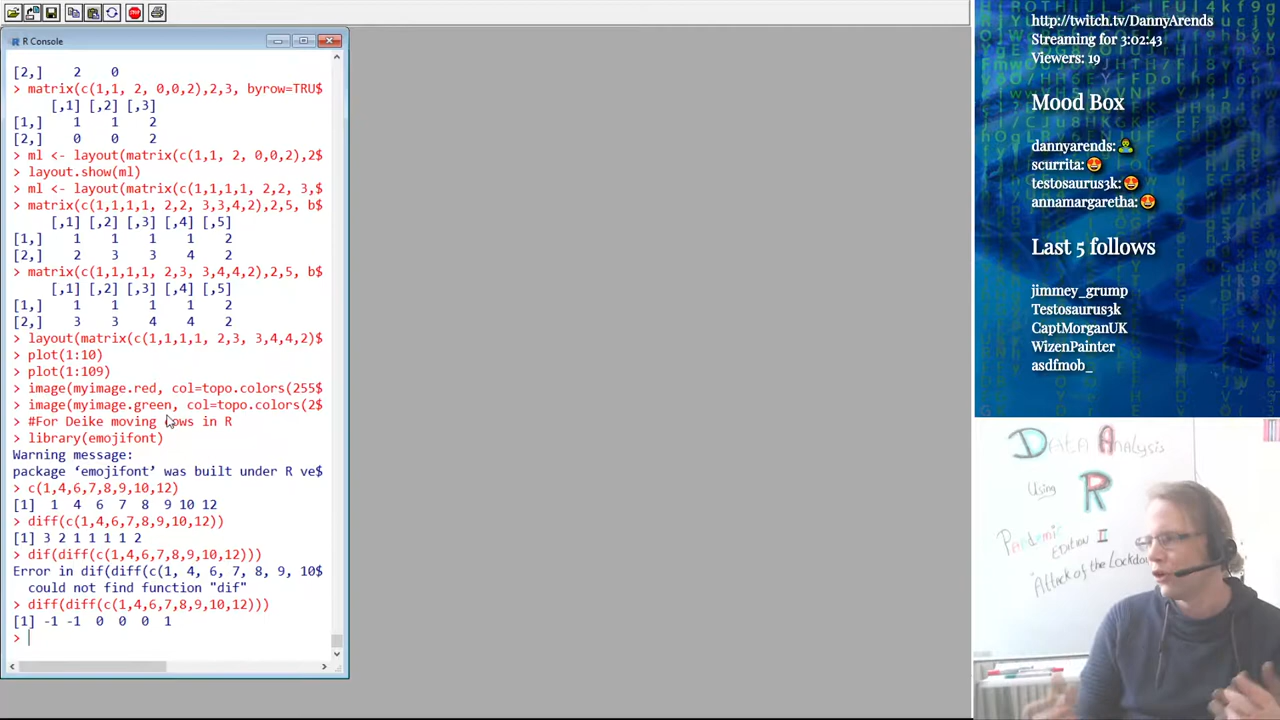 R Console
[2,] 2 0
> matrix(c(1,1, 2, 0,0,2),2,3, byrow=TRU$
[,1] [,2] [,3]
[1,] 1 1 2
[2,] 0 0 2
> ml <- layout(matrix(c(1,1, 2, 0,0,2),2$
> layout.show(ml)
> ml <- layout(matrix(c(1,1,1,1, 2,2, 3,$
> matrix(c(1,1,1,1, 2,2, 3,3,4,2),2,5, b$
[,1] [,2] [,3] [,4] [,5]
[1,] 1 1 1 1 2
[2,] 2 3 3 4 2
> matrix(c(1,1,1,1, 2,3, 3,4,4,2),2,5, b$
[,1] [,2] [,3] [,4] [,5]
[1,] 1 1 1 1 2
[2,] 3 3 4 4 2
> layout(matrix(c(1,1,1,1, 2,3, 3,4,4,2)$
> plot(1:10)
> plot(1:109)
> image(myimage.red, col=topo.colors(255$
> image(myimage.green, col=topo.colors(2$
> #For Deike moving cows in R
> library(emojifont)
Warning message:
package ‘emojifont’ was built under R ve$
> c(1,4,6,7,8,9,10,12)
[1] 1 4 6 7 8 9 10 12
> diff(c(1,4,6,7,8,9,10,12))
[1] 3 2 1 1 1 1 2
> dif(diff(c(1,4,6,7,8,9,10,12)))
Error in dif(diff(c(1, 4, 6, 7, 8, 9, 10$
could not find function "dif"
> diff(diff(c(1,4,6,7,8,9,10,12)))
[1] -1 -1 0 0 0 1
>
http://twitch.tv/DannyArends
Streaming for 3:02:43
Viewers: 19
Mood Box
dannyarends:
scurrita:
testosaurus3k:
annamargaretha:
Last 5 follows
jimmey_grump
Testosaurus3k
CaptMorganUK
WizenPainter
asdfmob_
Data Analysis
Using
R
Pandemic
Edition II
Attack of the Lockdow